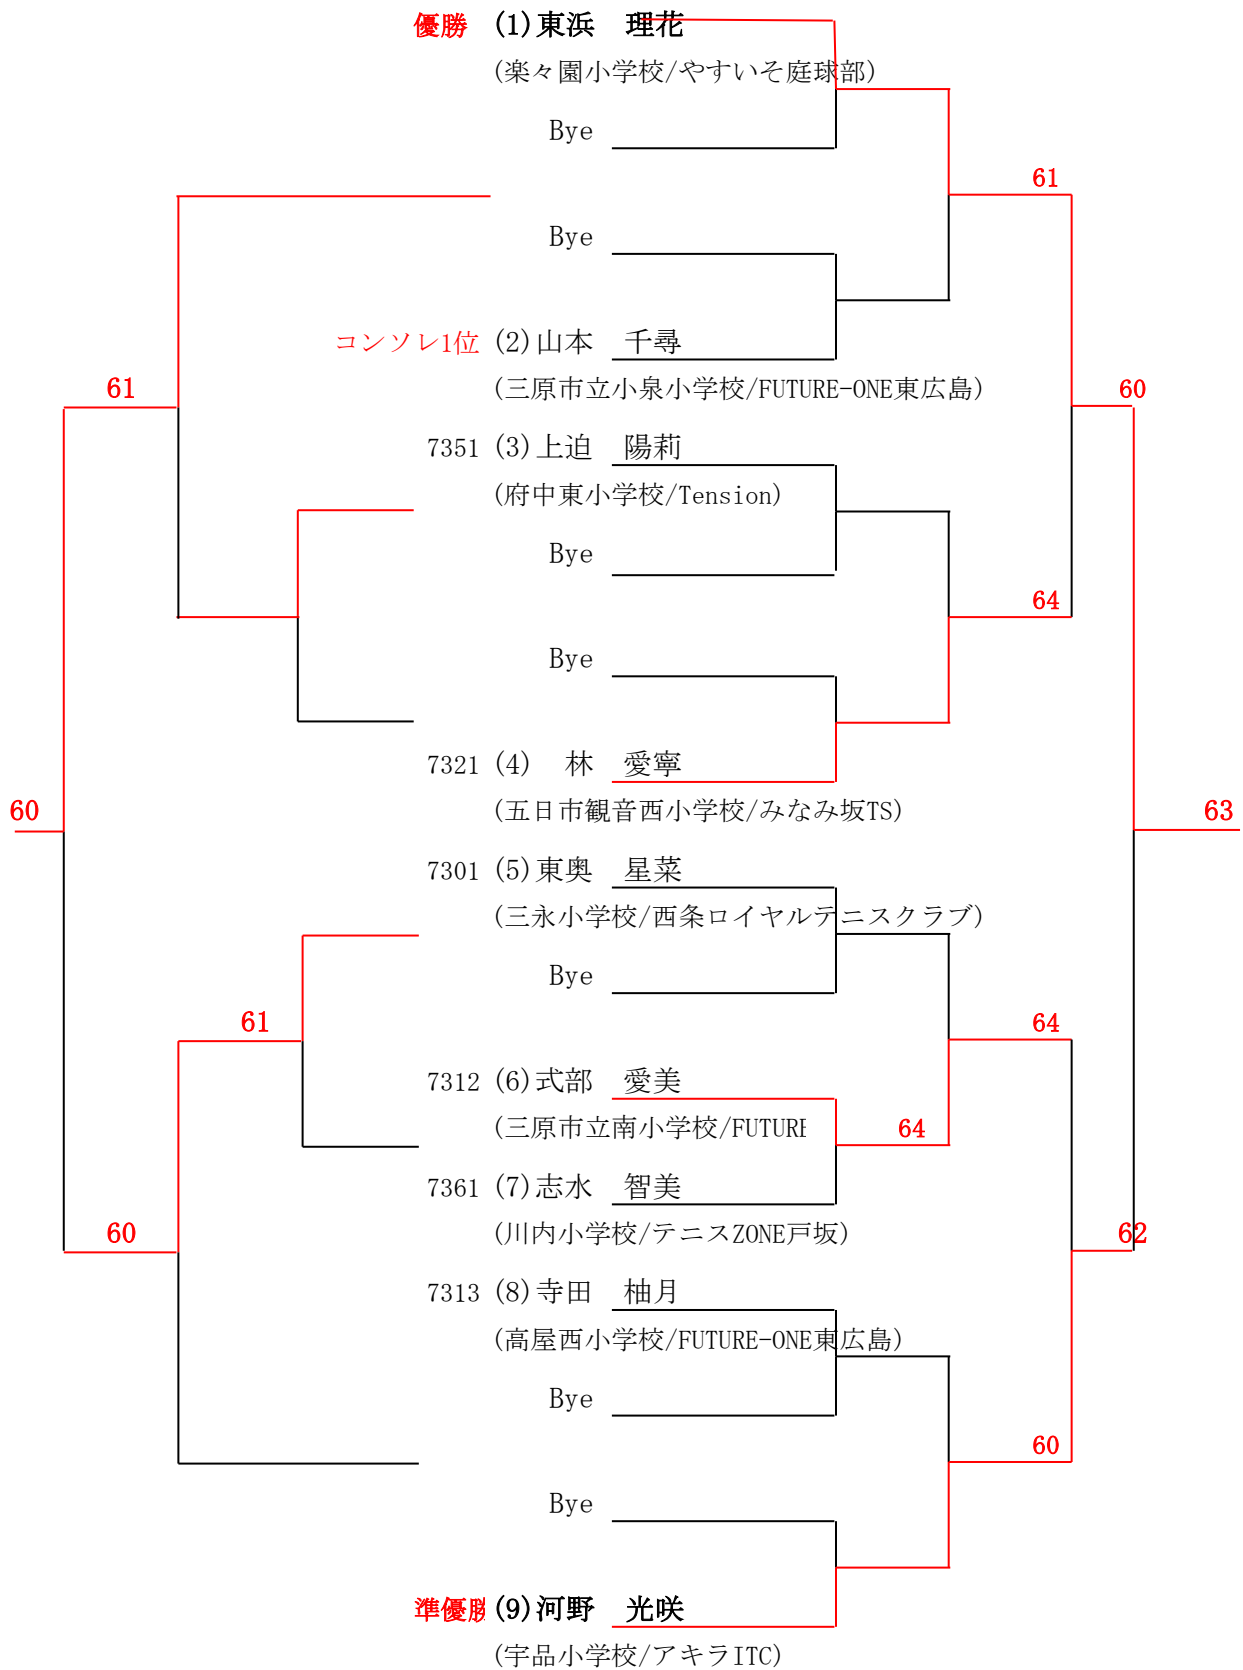 優勝 (1)東浜 理花
(楽々園小学校/やすいそ庭球部)
Bye
61
Bye
コンソレ1位 (2)山本 千尋
61 (三原市立小泉小学校/FUTURE-ONE東広島) 60
7351 (3)上迫 陽莉
(府中東小学校/Tension)
Bye
64
Bye
7321 (4) 林 愛寧
60 (五日市観音西小学校/みなみ坂TS) 63
7301 (5)東奥 星菜
(三永小学校/西条ロイヤルテニスクラブ)
Bye
61 64
7312 (6)式部 愛美
(三原市立南小学校/FUTURE 64
7361 (7)志水 智美
60 (川内小学校/テニスZONE戸坂) 62
7313 (8)寺田 柚月
(高屋西小学校/FUTURE-ONE東広島)
Bye
60
Bye
準優勝 (9)河野 光咲
(宇品小学校/アキラITC)